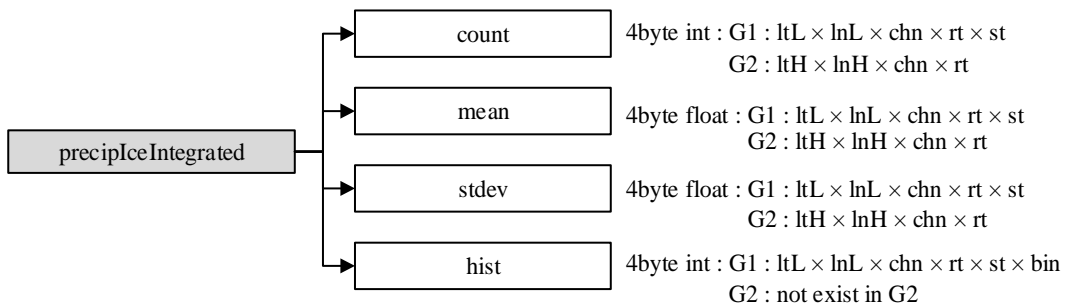 precipIceIntegrated
count
4byte int : G1 : ltL × lnL × chn × rt × st
G2 : ltH × lnH × chn × rt
mean
4byte float : G1 : ltL × lnL × chn × rt × st
G2 : ltH × lnH × chn × rt
stdev
4byte float : G1 : ltL × lnL × chn × rt × st
G2 : ltH × lnH × chn × rt
hist
4byte int : G1 : ltL × lnL × chn × rt × st × bin
G2 : not exist in G2